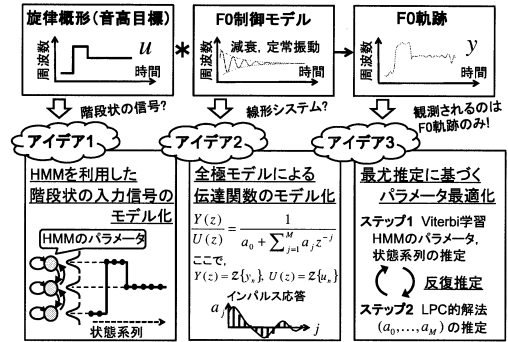 旋律概形(音高目標)
周波数
u
時間
*
F0制御モデル
周波数
減衰, 定常振動
時間
F0軌跡
周波数
y
時間
階段状の信号?
線形システム?
観測されるのは
F0軌跡のみ!
アイデア1
HMMを利用した
階段状の入力信号の
モデル化
HMMのパラメータ
状態系列
アイデア2
全極モデルによる
伝達関数のモデル化
Y(z)/U(z) = 1/(a_0 + ∑_{j=1}^{M} a_j z^{-j})
ここで,
Y(z) = Z{y_n}, U(z) = Z{u_n}
インパルス応答
a_j
j
アイデア3
最尤推定に基づく
パラメータ最適化
ステップ1 Viterbi学習
HMMのパラメータ,
状態系列の推定
反復推定
ステップ2 LPC的解法
(a_0,...,a_M) の推定